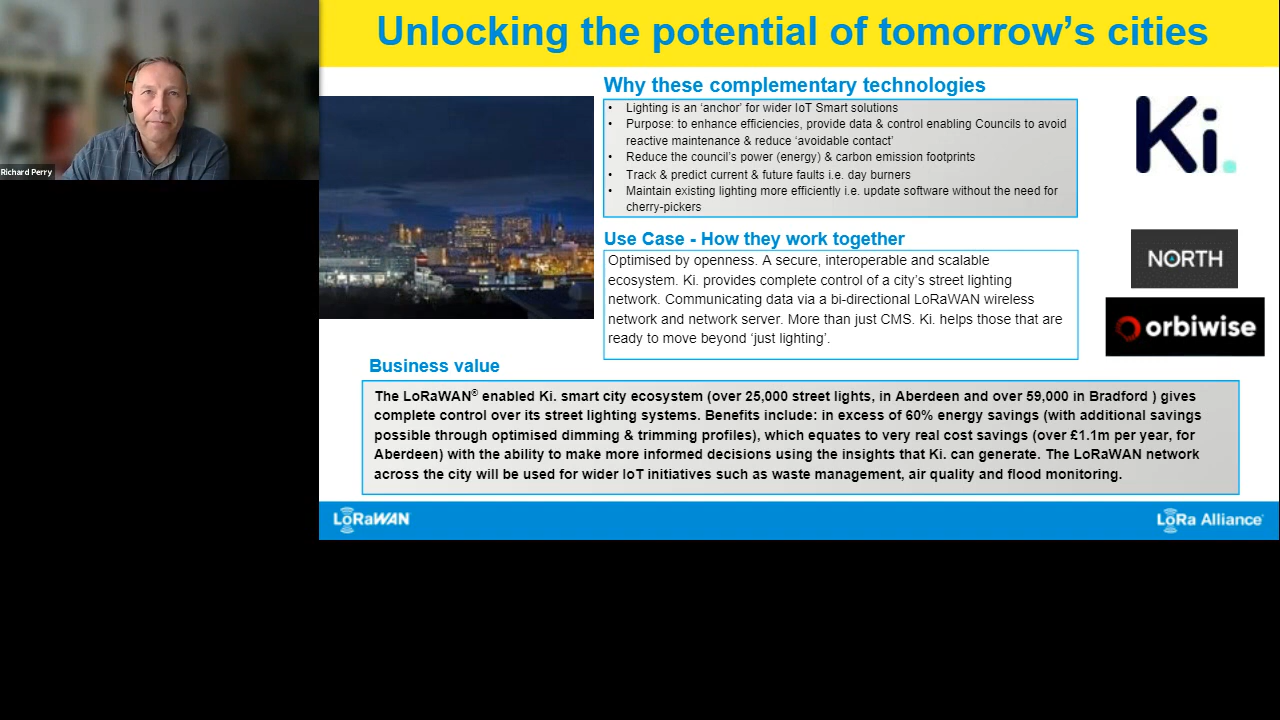 Unlocking the potential of tomorrow’s cities
Richard Perry
Why these complementary technologies
• Lighting is an ‘anchor’ for wider IoT Smart solutions
• Purpose: to enhance efficiencies, provide data & control enabling Councils to avoid
reactive maintenance & reduce ‘avoidable contact’
• Reduce the council’s power (energy) & carbon emission footprints
• Track & predict current & future faults i.e. day burners
• Maintain existing lighting more efficiently i.e. update software without the need for
cherry-pickers
Ki.
Use Case - How they work together
Optimised by openness. A secure, interoperable and scalable
ecosystem. Ki. provides complete control of a city’s street lighting
network. Communicating data via a bi-directional LoRaWAN wireless
network and network server. More than just CMS. Ki. helps those that are
ready to move beyond ‘just lighting’.
NORTH
orbiwise
Business value
The LoRaWAN® enabled Ki. smart city ecosystem (over 25,000 street lights, in Aberdeen and over 59,000 in Bradford ) gives
complete control over its street lighting systems. Benefits include: in excess of 60% energy savings (with additional savings
possible through optimised dimming & trimming profiles), which equates to very real cost savings (over £1.1m per year, for
Aberdeen) with the ability to make more informed decisions using the insights that Ki. can generate. The LoRaWAN network
across the city will be used for wider IoT initiatives such as waste management, air quality and flood monitoring.
LoRaWAN
LoRa Alliance